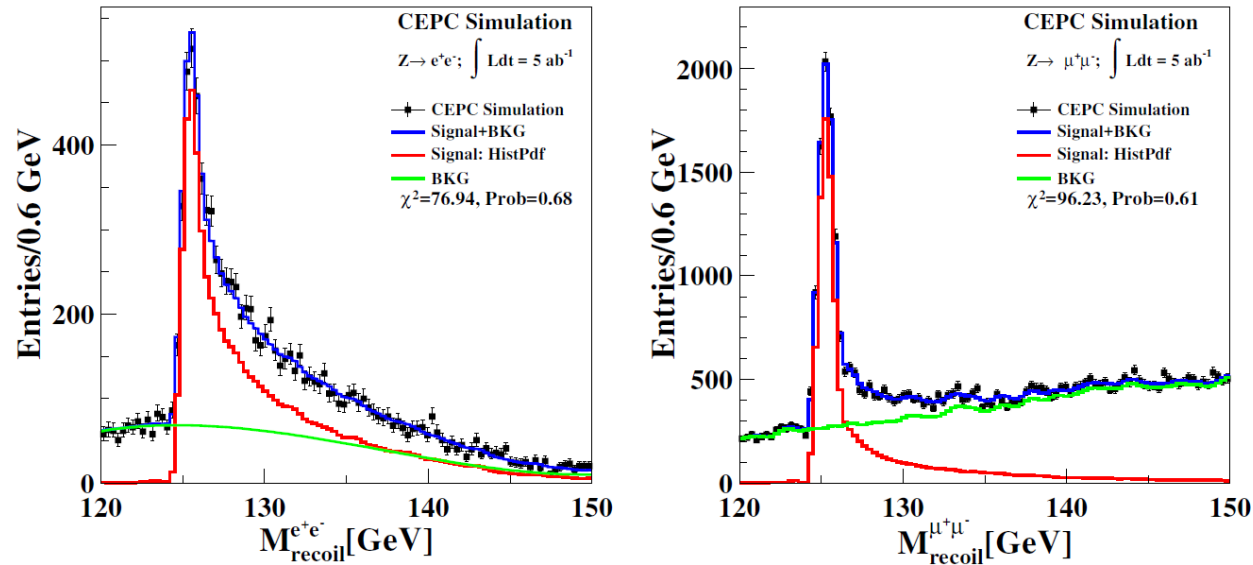 CEPC Simulation
Z→ e⁺e⁻; ∫ Ldt = 5 ab⁻¹
CEPC Simulation
Signal+BKG
Signal: HistPdf
BKG
χ²=76.94, Prob=0.68
Entries/0.6 GeV
400
200
0
120 130 140 150
M e⁺e⁻ recoil [GeV]
CEPC Simulation
Z→ μ⁺μ⁻; ∫ Ldt = 5 ab⁻¹
CEPC Simulation
Signal+BKG
Signal: HistPdf
BKG
χ²=96.23, Prob=0.61
Entries/0.6 GeV
2000
1500
1000
500
0
120 130 140 150
M μ⁺μ⁻ recoil [GeV]